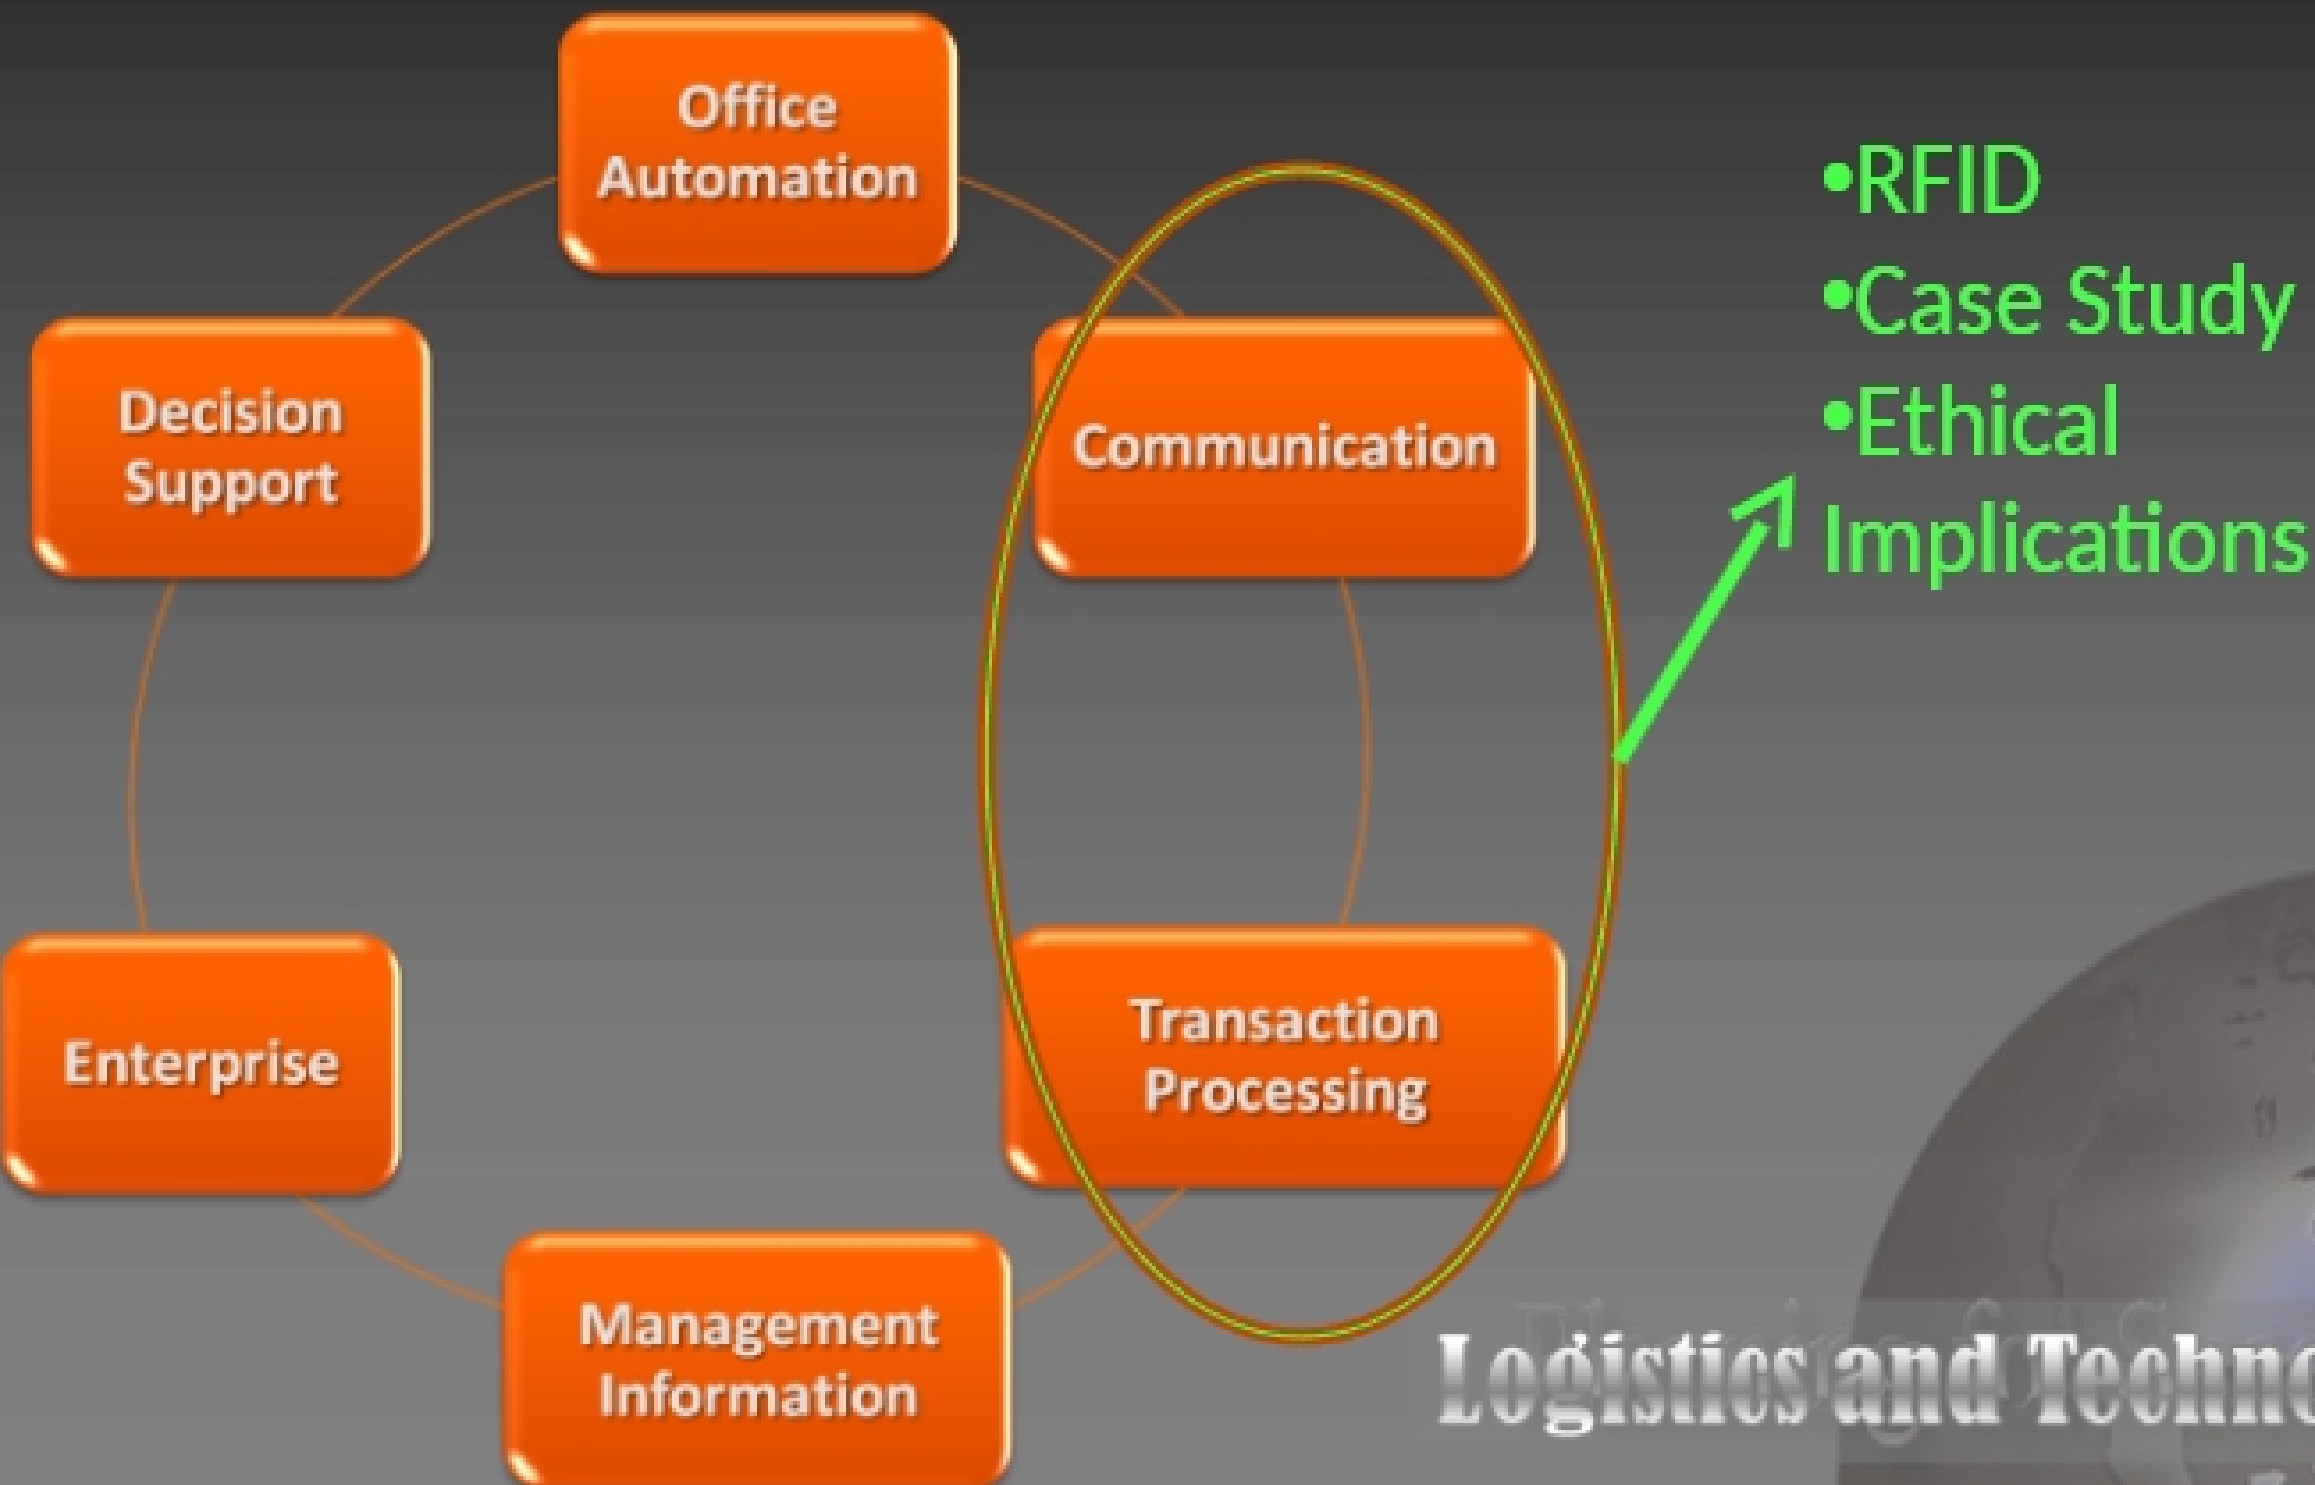 Office
Automation
•RFID
•Case Study
•Ethical
Implications
Decision
Support
Communication
Enterprise
Transaction
Processing
Management
Information
Logistics and